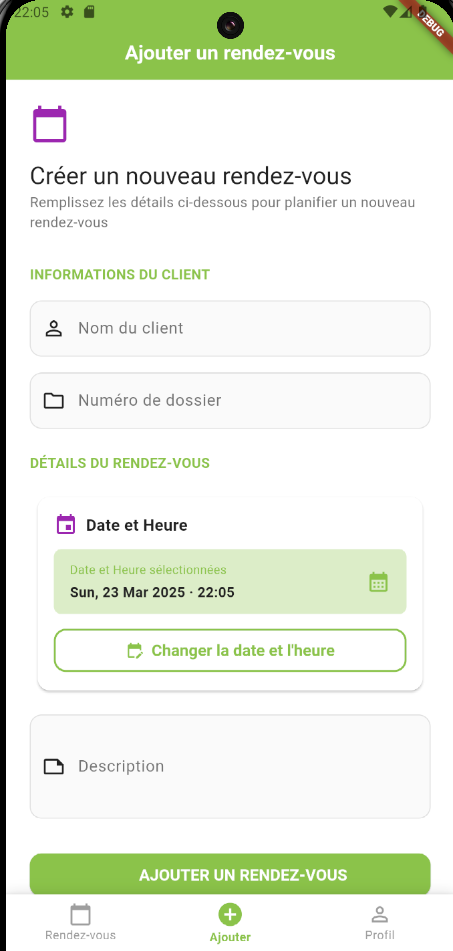 22:05
DEBUG
Ajouter un rendez-vous
Créer un nouveau rendez-vous
Remplissez les détails ci-dessous pour planifier un nouveau
rendez-vous
INFORMATIONS DU CLIENT
Nom du client
Numéro de dossier
DÉTAILS DU RENDEZ-VOUS
Date et Heure
Date et Heure sélectionnées
Sun, 23 Mar 2025 · 22:05
Changer la date et l'heure
Description
AJOUTER UN RENDEZ-VOUS
Rendez-vous
Ajouter
Profil